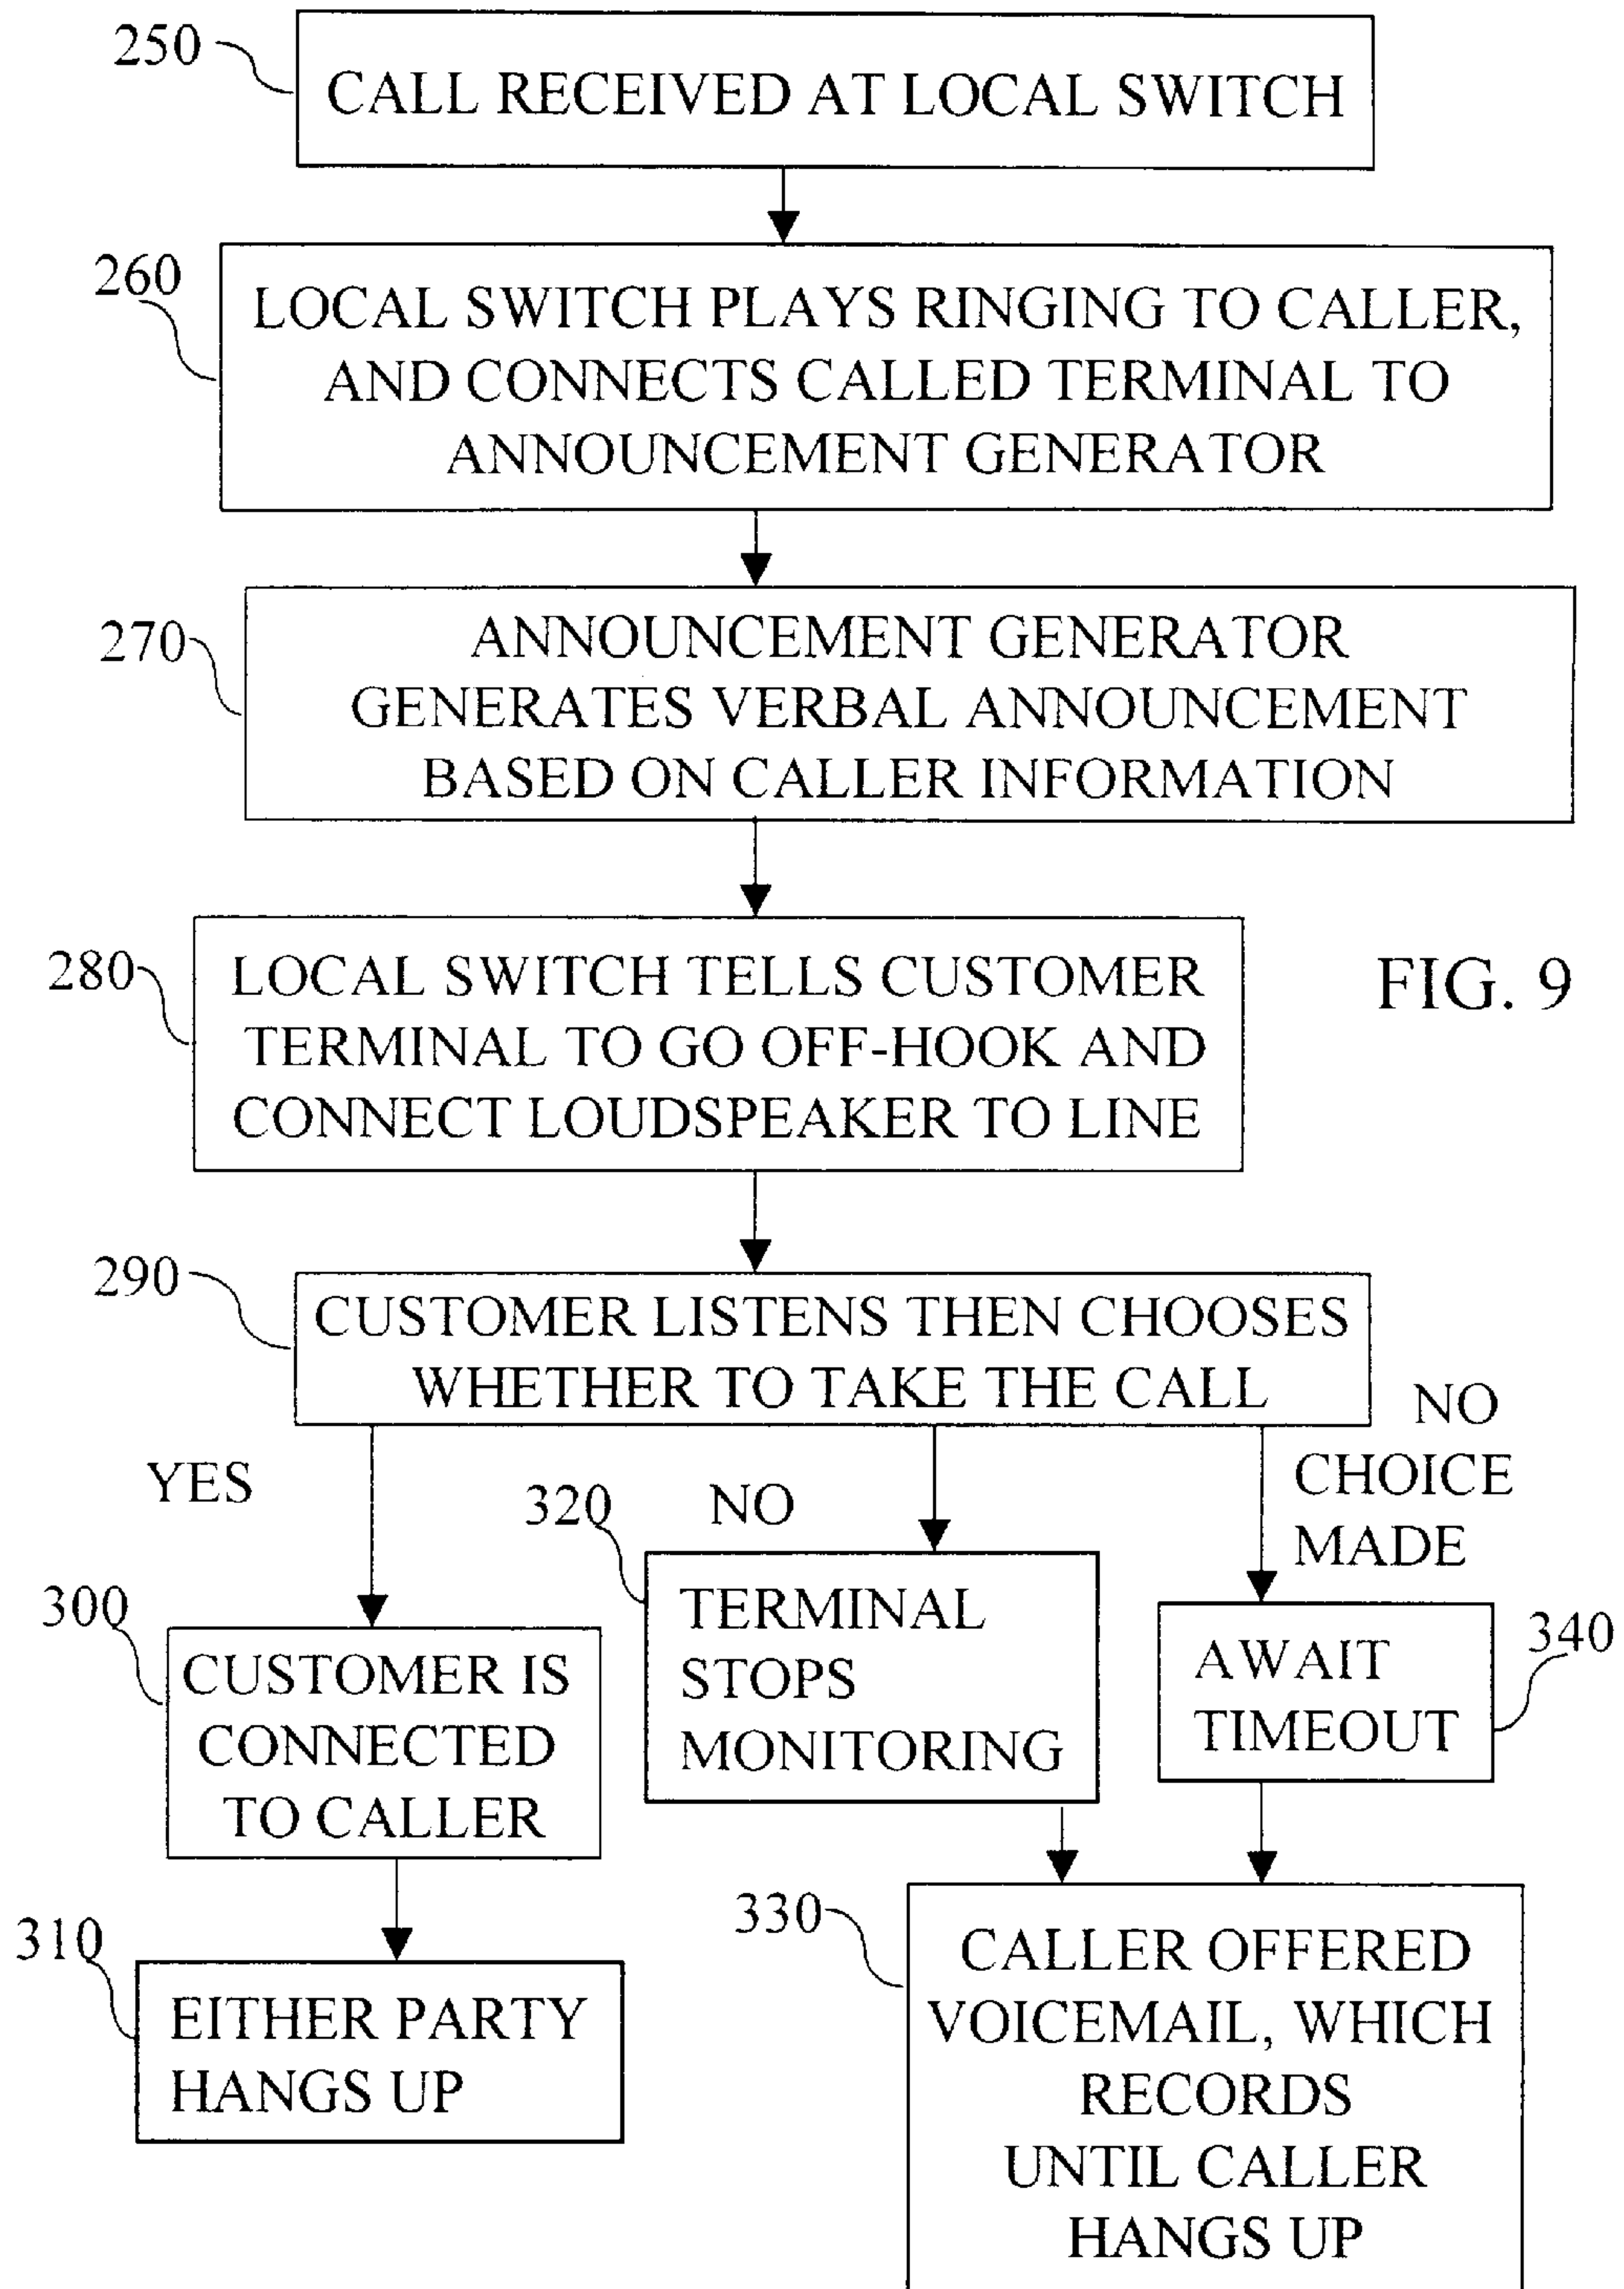 250
CALL RECEIVED AT LOCAL SWITCH
260
LOCAL SWITCH PLAYS RINGING TO CALLER,
AND CONNECTS CALLED TERMINAL TO
ANNOUNCEMENT GENERATOR
270
ANNOUNCEMENT GENERATOR
GENERATES VERBAL ANNOUNCEMENT
BASED ON CALLER INFORMATION
280
LOCAL SWITCH TELLS CUSTOMER
TERMINAL TO GO OFF-HOOK AND
CONNECT LOUDSPEAKER TO LINE
FIG. 9
290
CUSTOMER LISTENS THEN CHOOSES
WHETHER TO TAKE THE CALL
YES
NO
NO
CHOICE
MADE
300
CUSTOMER IS
CONNECTED
TO CALLER
320
TERMINAL
STOPS
MONITORING
340
AWAIT
TIMEOUT
310
EITHER PARTY
HANGS UP
330
CALLER OFFERED
VOICEMAIL, WHICH
RECORDS
UNTIL CALLER
HANGS UP